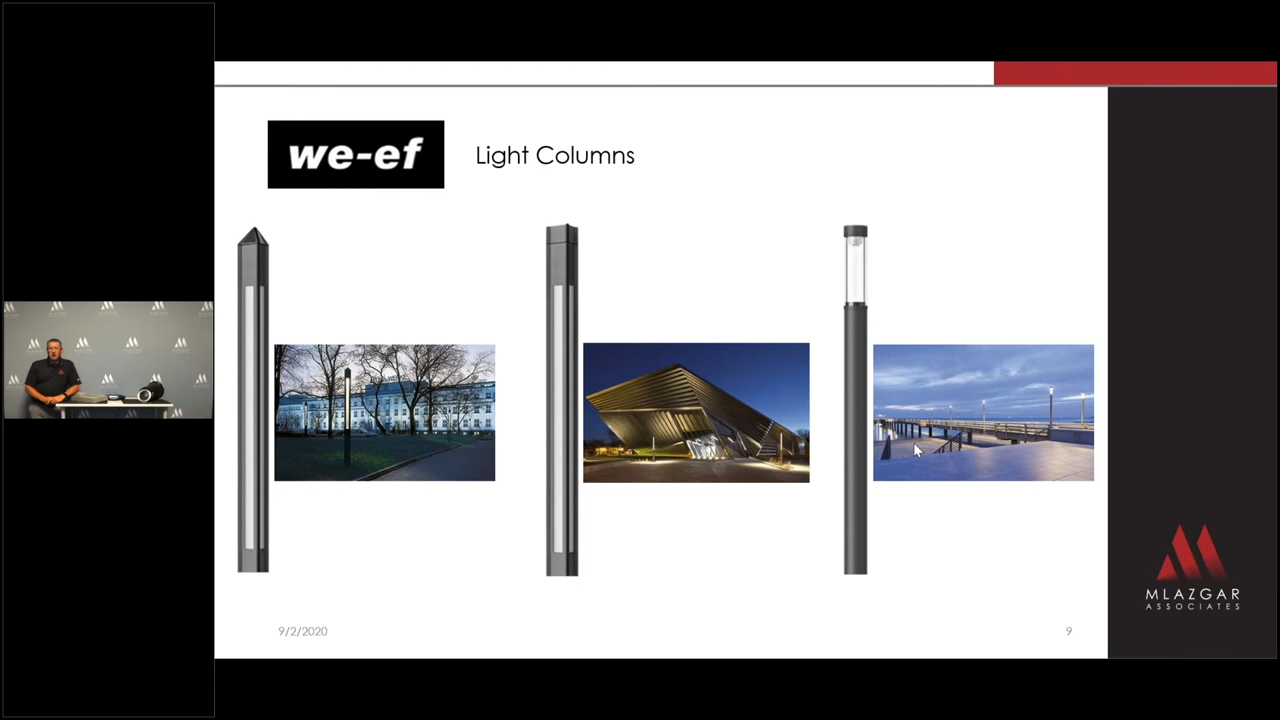 we-ef
Light Columns
9/2/2020
9
MLAZGAR
ASSOCIATES